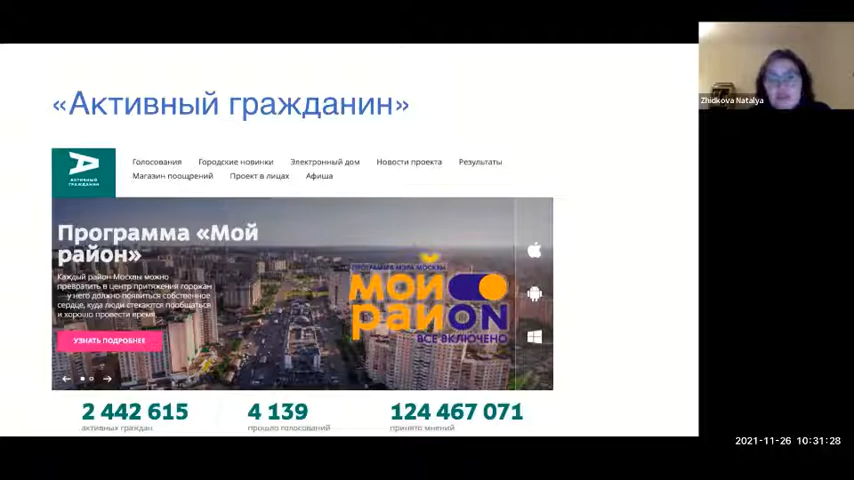 «Активный гражданин»
Zhidkova Natalya
АКТИВНЫЙ
ГРАЖДАНИН
Голосования Городские новинки Электронный дом Новости проекта Результаты
Магазин поощрений Проект в лицах Афиша
Программа «Мой
район»
Каждый район Москвы можно
превратить в центр притяжения горожан
– у него должно появиться собственное
сердце, куда люди стекаются пообщаться
и хорошо провести время.
УЗНАТЬ ПОДРОБНЕЕ
ПРОГРАММА МЭРА МОСКВЫ
МОЙ
райON
ВСЁ ВКЛЮЧЕНО
2 442 615 4 139 124 467 071
активных граждан прошло голосований принято мнений
2021-11-26 10:31:28